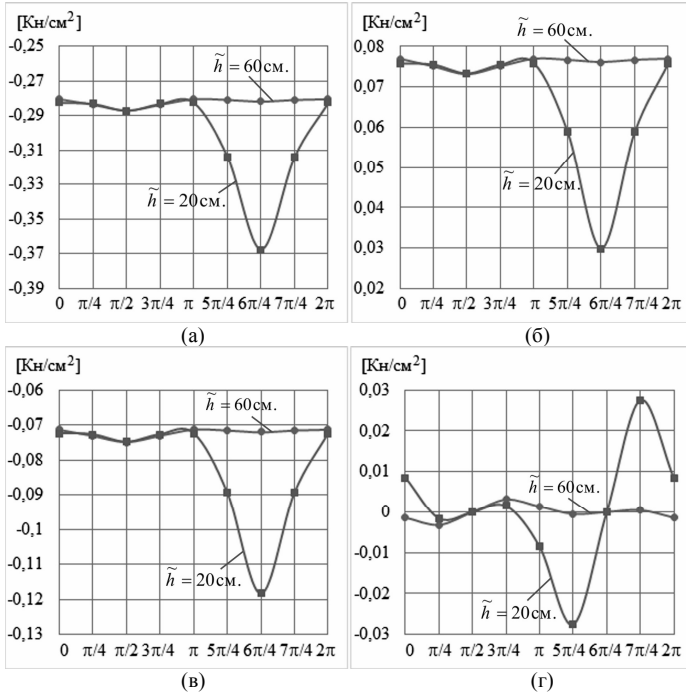 [Кн/см²]
-0,25
-0,27
-0,29
-0,31
-0,33
-0,35
-0,37
-0,39
h̃ = 60см.
h̃ = 20см.
0 π/4 π/2 3π/4 π 5π/4 6π/4 7π/4 2π
(а)
[Кн/см²]
0,08
0,07
0,06
0,05
0,04
0,03
0,02
h̃ = 60см.
h̃ = 20см.
0 π/4 π/2 3π/4 π 5π/4 6π/4 7π/4 2π
(б)
[Кн/см²]
-0,06
-0,07
-0,08
-0,09
-0,1
-0,11
-0,12
-0,13
h̃ = 60см.
h̃ = 20см.
0 π/4 π/2 3π/4 π 5π/4 6π/4 7π/4 2π
(в)
[Кн/см²]
0,03
0,02
0,01
0
-0,01
-0,02
-0,03
h̃ = 60см.
h̃ = 20см.
0 π/4 π/2 3π/4 π 5π/4 6π/4 7π/4 2π
(г)